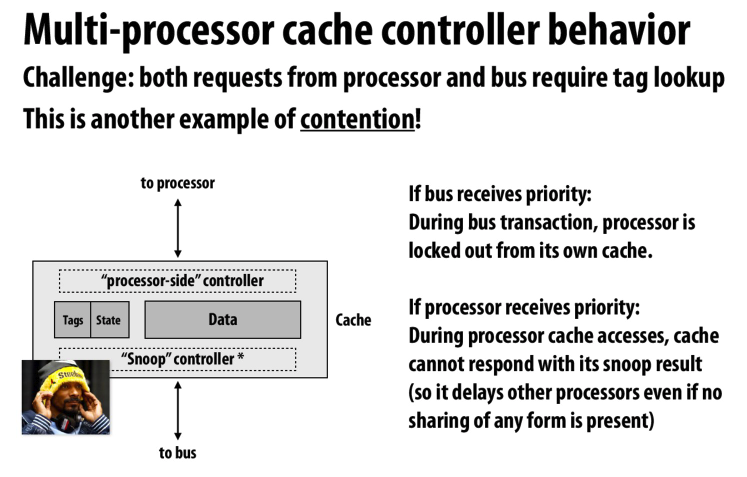 Multi-processor cache controller behavior
Challenge: both requests from processor and bus require tag lookup
This is another example of contention!
to processor
"processor-side" controller
Tags
State
Data
Cache
"Snoop" controller *
to bus
If bus receives priority:
During bus transaction, processor is
locked out from its own cache.
If processor receives priority:
During processor cache accesses, cache
cannot respond with its snoop result
(so it delays other processors even if no
sharing of any form is present)